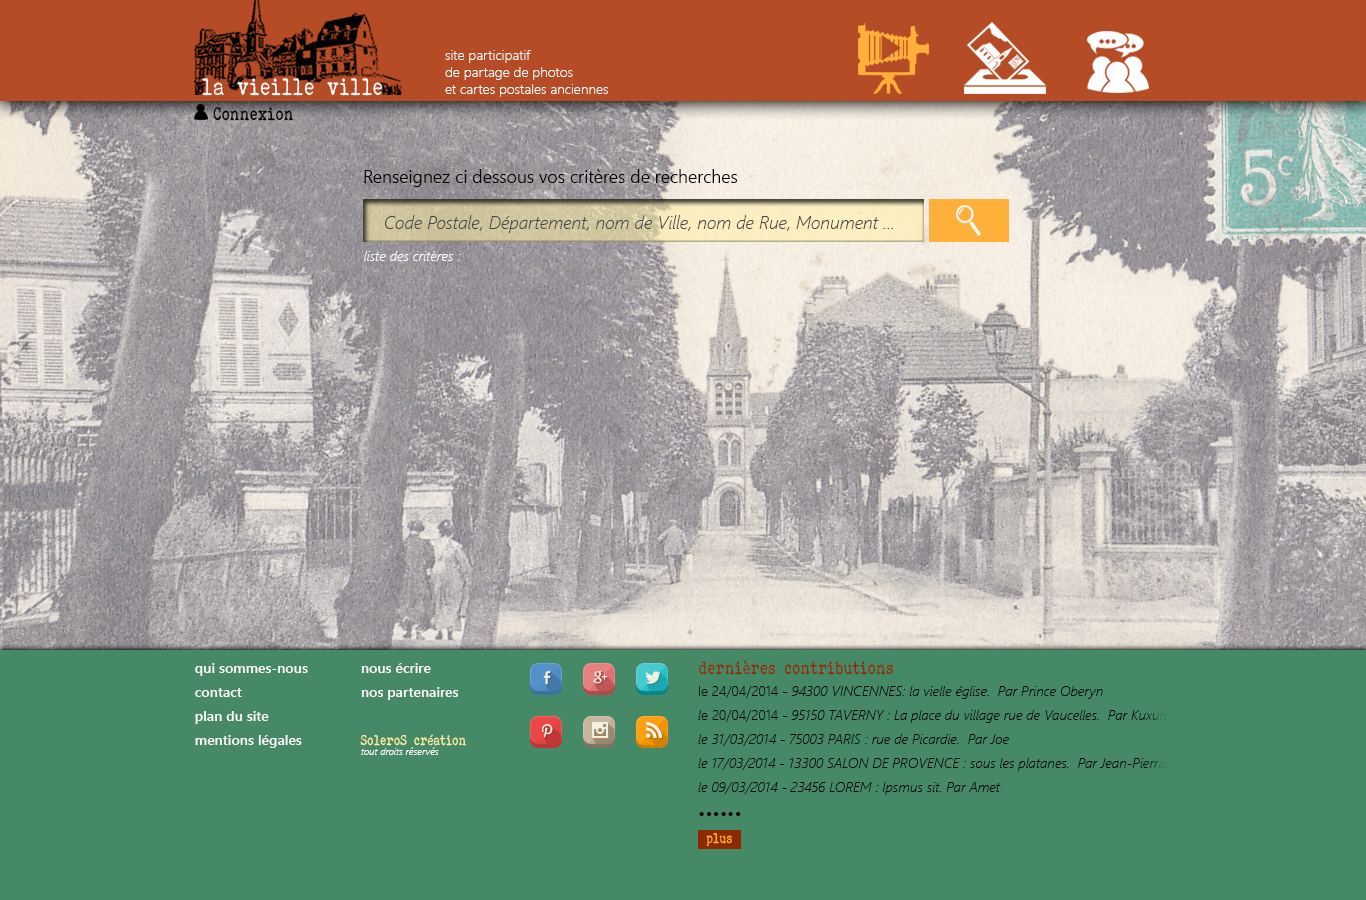 la vieille ville
site participatif
de partage de photos
et cartes postales anciennes
Connexion
5c
Renseignez ci dessous vos critères de recherches
Code Postale, Département, nom de Ville, nom de Rue, Monument ...
liste des critères :
qui sommes-nous
contact
plan du site
mentions légales
nous écrire
nos partenaires
SoleroS création
tout droits réservés
f
g+
dernières contributions
le 24/04/2014 - 94300 VINCENNES: la vielle église. Par Prince Oberyn
le 20/04/2014 - 95150 TAVERNY : La place du village rue de Vaucelles. Par Kuxum
le 31/03/2014 - 75003 PARIS : rue de Picardie. Par Joe
le 17/03/2014 - 13300 SALON DE PROVENCE : sous les platanes. Par Jean-Pierric
le 09/03/2014 - 23456 LOREM : Ipsmus sit. Par Amet
••••••
plus